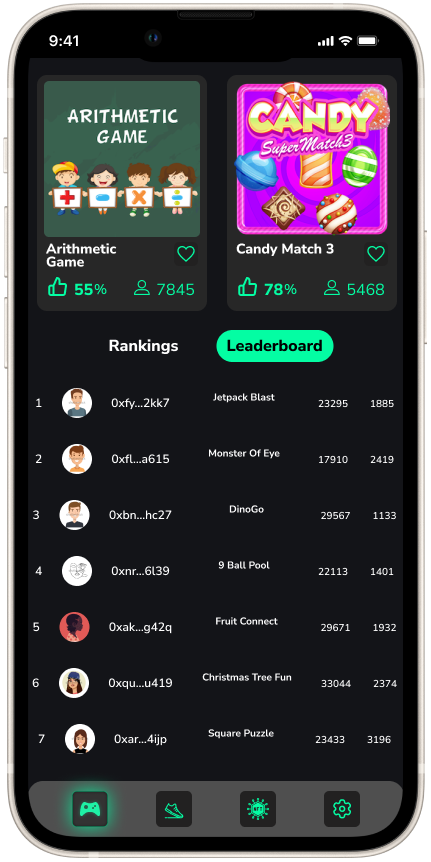 9:41
ARITHMETIC
GAME
CANDY
SuperMatch3
Arithmetic
Game
Candy Match 3
55%
7845
78%
5468
Rankings
Leaderboard
1 0xfy...2kk7 Jetpack Blast 23295 1885
2 0xfl...a615 Monster Of Eye 17910 2419
3 0xbn...hc27 DinoGo 29567 1133
4 0xnr...6l39 9 Ball Pool 22113 1401
5 0xak...g42q Fruit Connect 29671 1932
6 0xqu...u419 Christmas Tree Fun 33044 2374
7 0xar...4ijp Square Puzzle 23433 3196